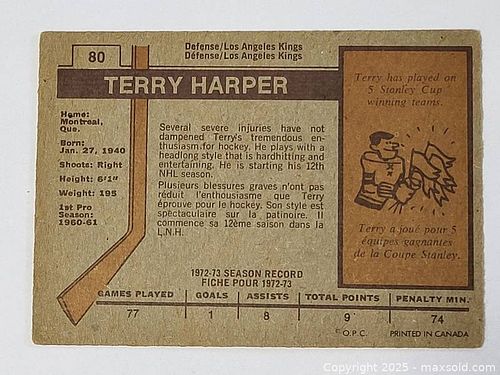 80
Defense/Los Angeles Kings
Défense/Los Angeles Kings
TERRY HARPER
Home:
Montreal,
Que.
Born:
Jan. 27, 1940
Shoots: Right
Height: 6'1"
Weight: 195
1st Pro
Season:
1960-61
Several severe injuries have not
dampened Terry's tremendous en-
thusiasm for hockey. He plays with a
headlong style that is hardhitting and
entertaining. He is starting his 12th
NHL season.
Plusieurs blessures graves n'ont pas
réduit l'enthousiasme que Terry
éprouve pour le hockey. Son style est
spectaculaire sur la patinoire. Il
commence sa 12ème saison dans la
L.N.H.
Terry has played on
5 Stanley Cup
winning teams.
Terry a joué pour 5
équipes gagnantes
de la Coupe Stanley.
1972-73 SEASON RECORD
FICHE POUR 1972-73
GAMES PLAYED GOALS ASSISTS TOTAL POINTS PENALTY MIN.
77 1 8 9 74
© O.P.C. PRINTED IN CANADA
Copyright 2025 - maxsold.com